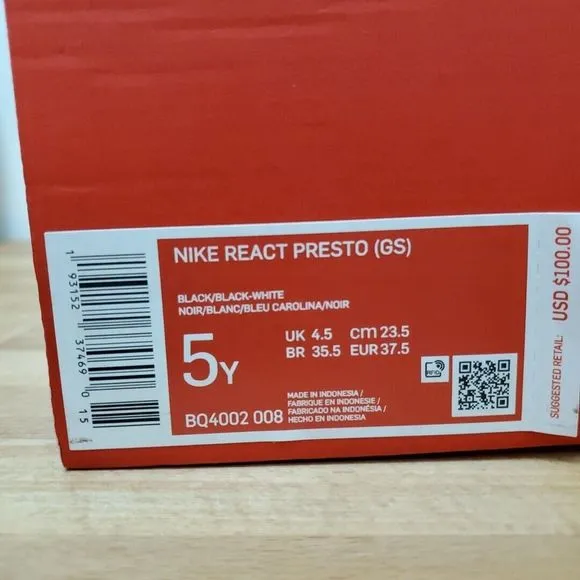 NIKE REACT PRESTO (GS)
BLACK/BLACK-WHITE
NOIR/BLANC/BLEU CAROLINA/NOIR
5Y
UK 4.5 cm 23.5
BR 35.5 EUR 37.5
RFID
MADE IN INDONESIA /
FABRIQUE EN INDONESIE /
FABRICADO NA INDONÉSIA /
HECHO EN INDONESIA
BQ4002 008
1 93152 37469 0 15
SUGGESTED RETAIL: USD $100.00